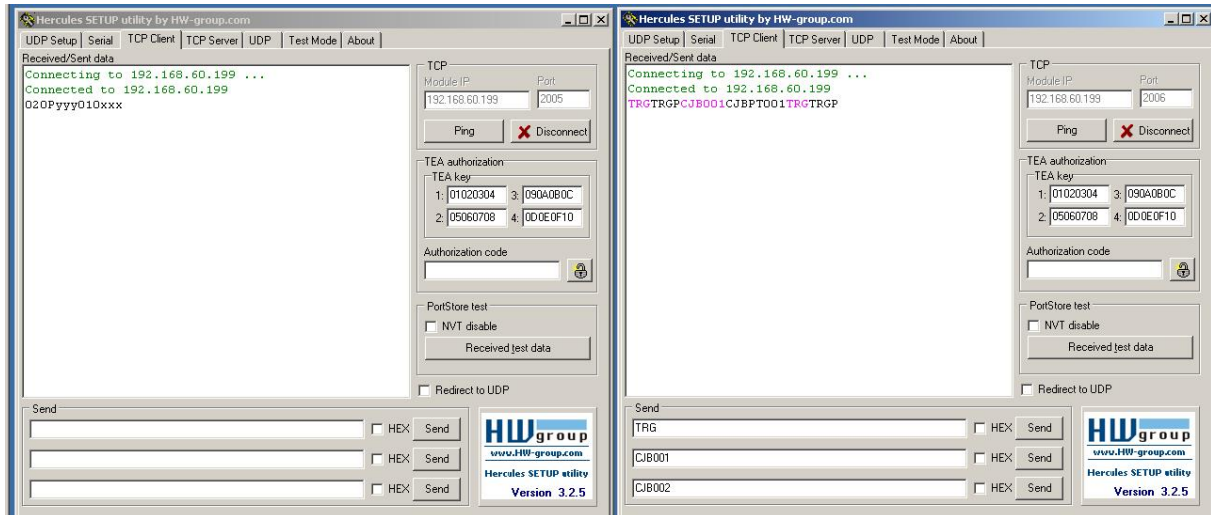 Hercules SETUP utility by HW-group.com
UDP Setup Serial TCP Client TCP Server UDP Test Mode About
Received/Sent data
Connecting to 192.168.60.199 ...
Connected to 192.168.60.199
020Pyyy010xxx
TCP
Module IP Port
192.168.60.199 2005
Ping Disconnect
TEA authorization
TEA key
1: 01020304 3: 090A0B0C
2: 05060708 4: 0D0E0F10
Authorization code
PortStore test
NVT disable
Received test data
Redirect to UDP
Send
HEX Send
HEX Send
HEX Send
HWgroup
www.HW-group.com
Hercules SETUP utility
Version 3.2.5
Hercules SETUP utility by HW-group.com
UDP Setup Serial TCP Client TCP Server UDP Test Mode About
Received/Sent data
Connecting to 192.168.60.199 ...
Connected to 192.168.60.199
TRGTRGPCJB001CJBPT001TRGTRGP
TCP
Module IP Port
192.168.60.199 2006
Ping Disconnect
TEA authorization
TEA key
1: 01020304 3: 090A0B0C
2: 05060708 4: 0D0E0F10
Authorization code
PortStore test
NVT disable
Received test data
Redirect to UDP
Send
TRG HEX Send
CJB001 HEX Send
CJB002 HEX Send
HWgroup
www.HW-group.com
Hercules SETUP utility
Version 3.2.5